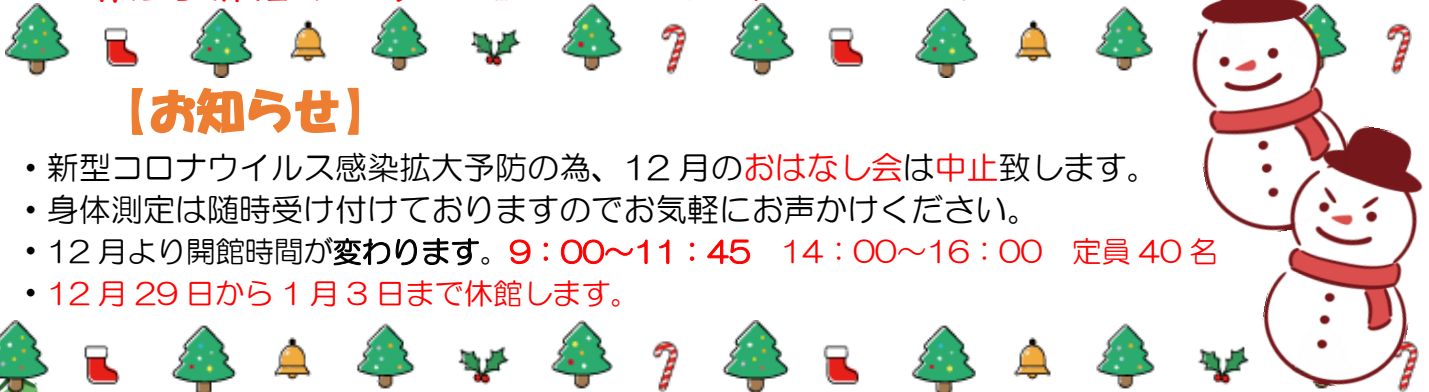 【お知らせ】
・新型コロナウイルス感染拡大予防の為、12月のおはなし会は中止致します。
・身体測定は随時受け付けておりますのでお気軽にお声かけください。
・12月より開館時間が変わります。9：00～11：45　14：00～16：00　定員40名
・12月29日から1月3日まで休館します。